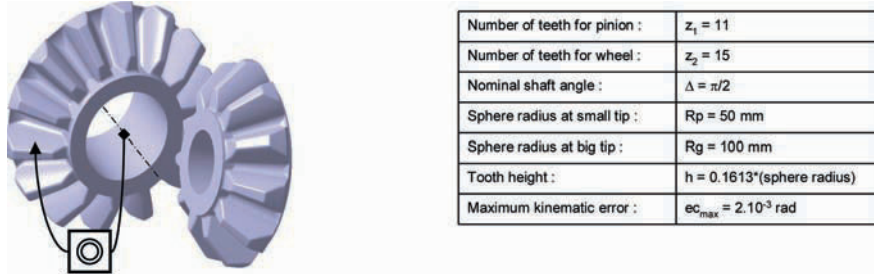 Number of teeth for pinion : z₁ = 11
Number of teeth for wheel : z₂ = 15
Nominal shaft angle : Δ = π/2
Sphere radius at small tip : Rp = 50 mm
Sphere radius at big tip : Rg = 100 mm
Tooth height : h = 0.1613*(sphere radius)
Maximum kinematic error : ec_max = 2.10⁻³ rad